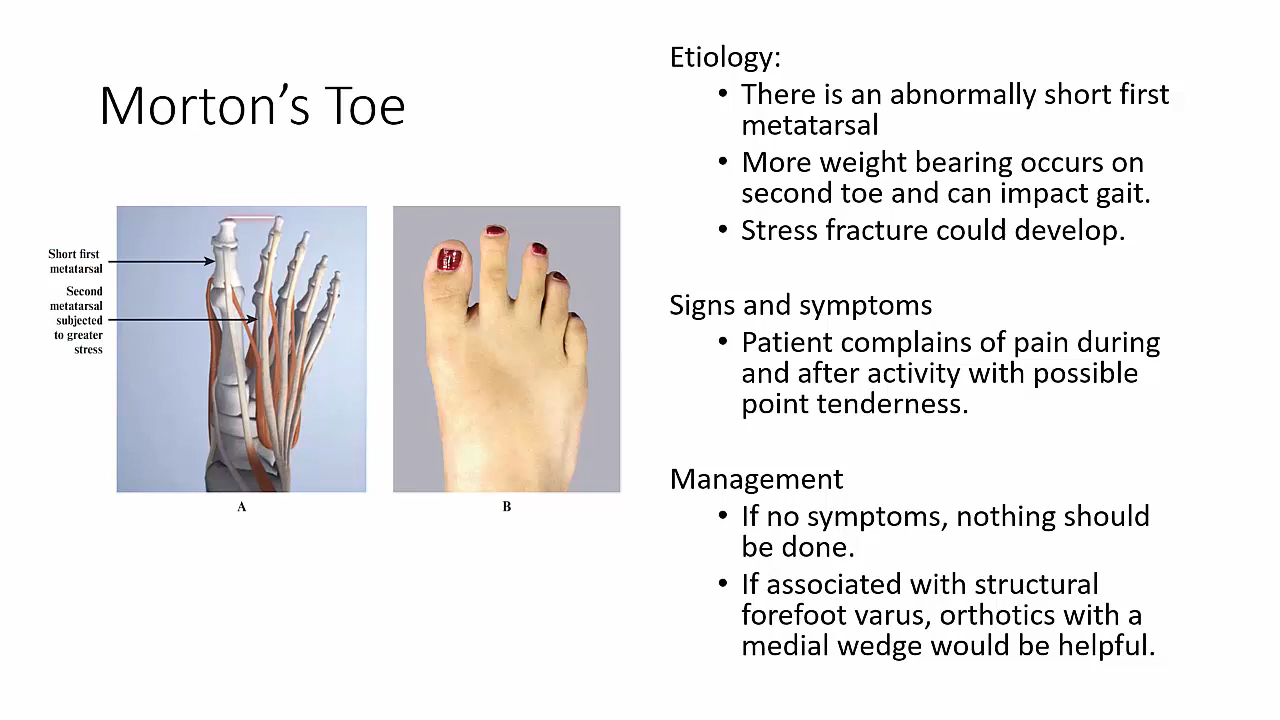 Morton’s Toe
Short first
metatarsal
Second
metatarsal
subjected
to greater
stress
A
B
Etiology:
• There is an abnormally short first
metatarsal
• More weight bearing occurs on
second toe and can impact gait.
• Stress fracture could develop.
Signs and symptoms
• Patient complains of pain during
and after activity with possible
point tenderness.
Management
• If no symptoms, nothing should
be done.
• If associated with structural
forefoot varus, orthotics with a
medial wedge would be helpful.